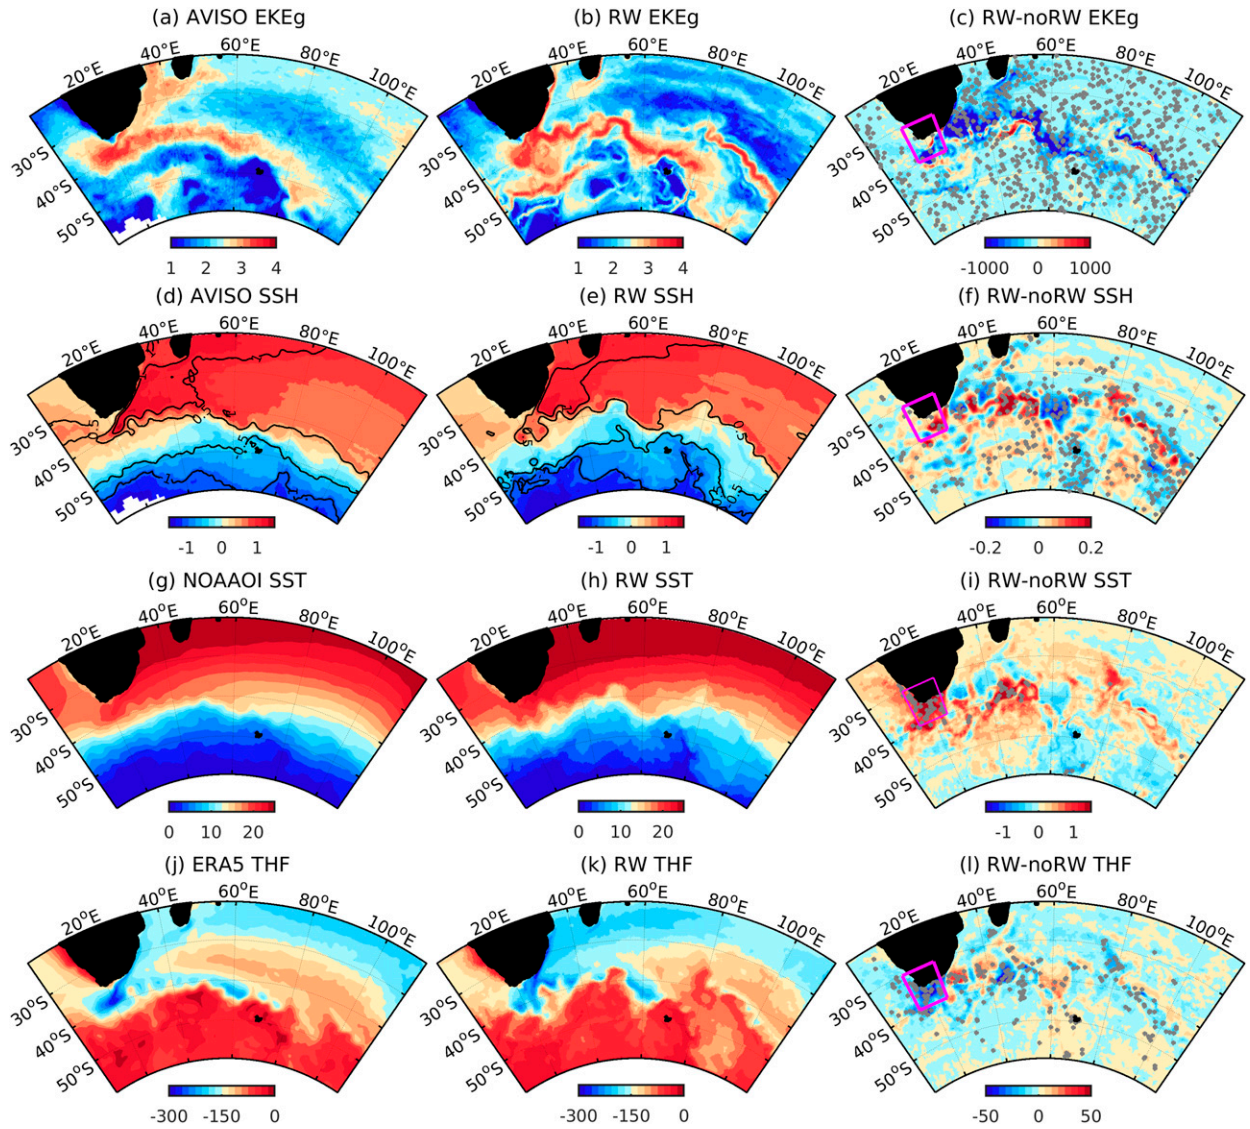 (a) AVISO EKEg
(b) RW EKEg
(c) RW-noRW EKEg
20°E 40°E 60°E 80°E 100°E
30°S 40°S 50°S
1 2 3 4
20°E 40°E 60°E 80°E 100°E
30°S 40°S 50°S
1 2 3 4
20°E 40°E 60°E 80°E 100°E
30°S 40°S 50°S
-1000 0 1000
(d) AVISO SSH
(e) RW SSH
(f) RW-noRW SSH
20°E 40°E 60°E 80°E 100°E
30°S 40°S 50°S
-1 0 1
20°E 40°E 60°E 80°E 100°E
30°S 40°S 50°S
-1 0 1
20°E 40°E 60°E 80°E 100°E
30°S 40°S 50°S
-0.2 0 0.2
(g) NOAAOI SST
(h) RW SST
(i) RW-noRW SST
20°E 40°E 60°E 80°E 100°E
30°S 40°S 50°S
0 10 20
20°E 40°E 60°E 80°E 100°E
30°S 40°S 50°S
0 10 20
20°E 40°E 60°E 80°E 100°E
30°S 40°S 50°S
-1 0 1
(j) ERA5 THF
(k) RW THF
(l) RW-noRW THF
20°E 40°E 60°E 80°E 100°E
30°S 40°S 50°S
-300 -150 0
20°E 40°E 60°E 80°E 100°E
30°S 40°S 50°S
-300 -150 0
20°E 40°E 60°E 80°E 100°E
30°S 40°S 50°S
-50 0 50